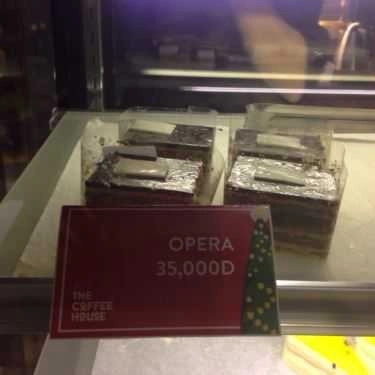 OPERA
35,000D
THE
COFFEE
HOUSE